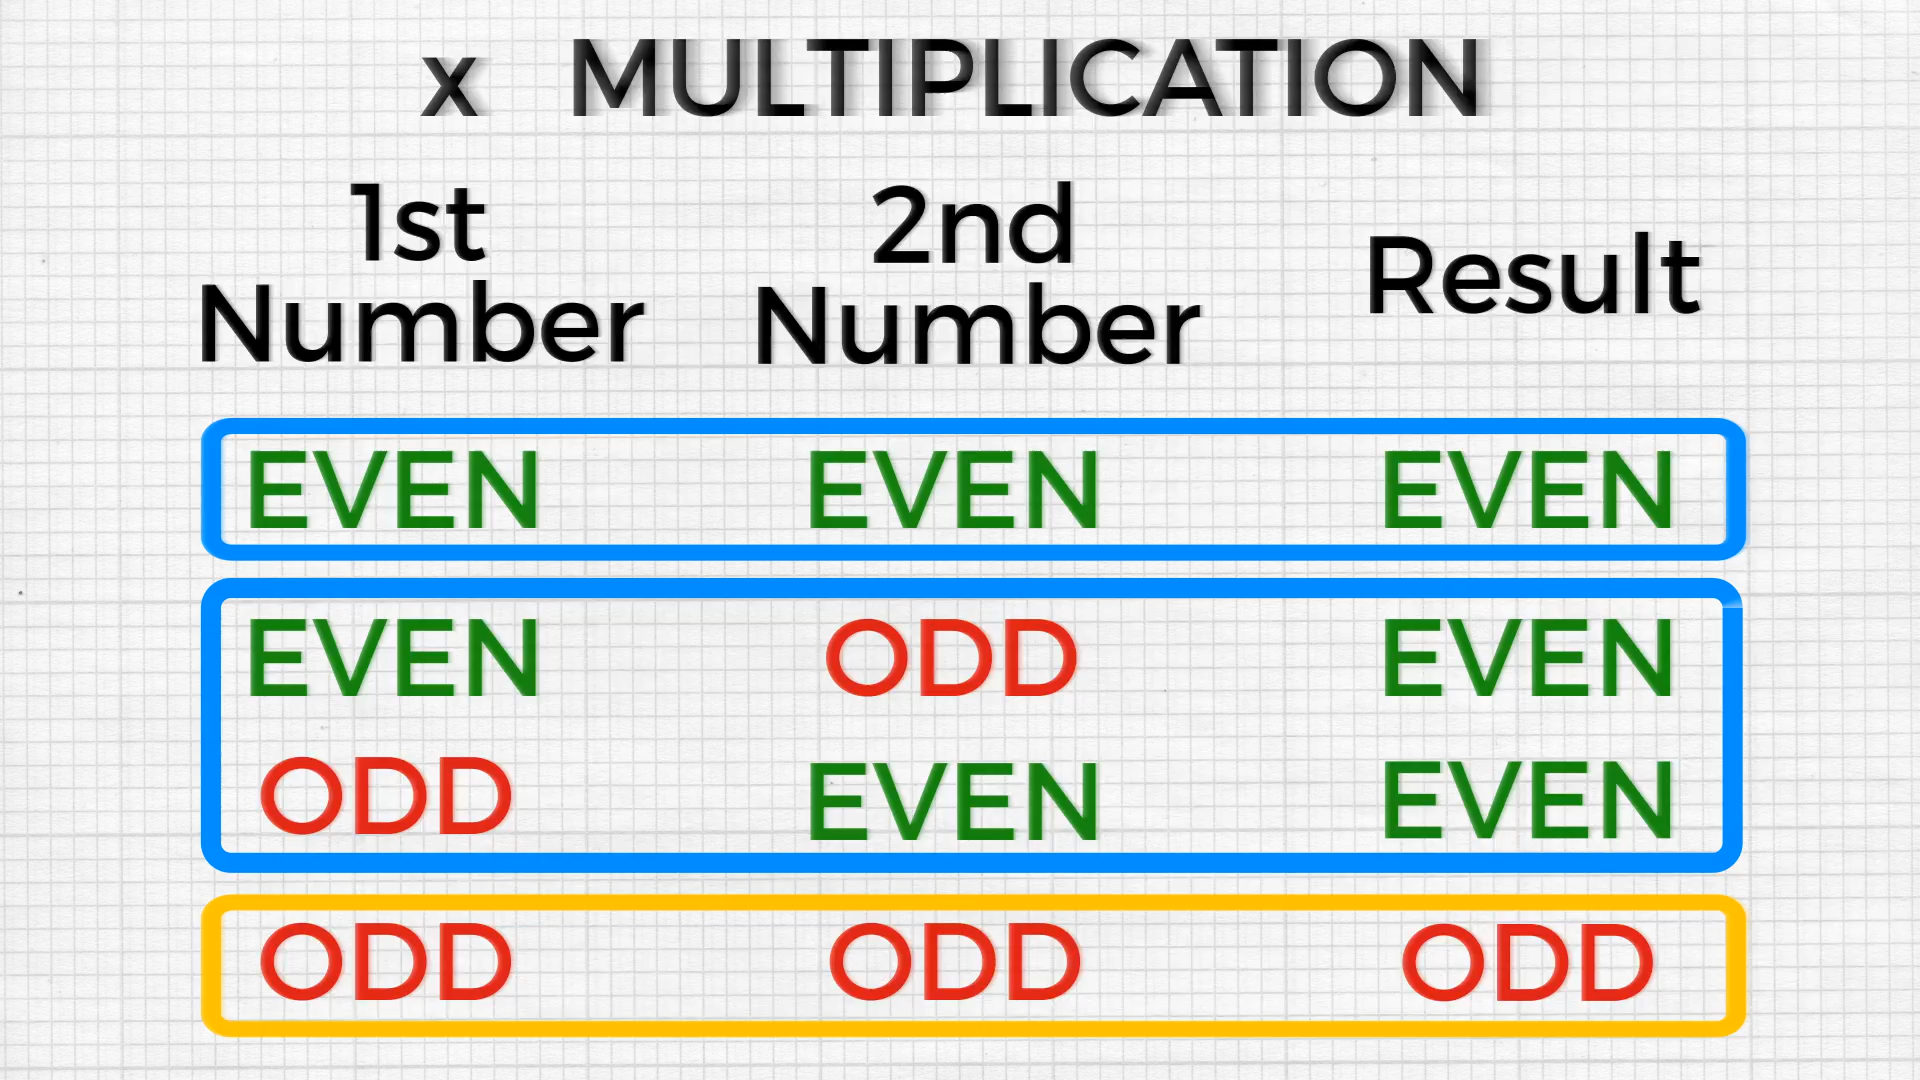 x MULTIPLICATION
1st Number 2nd Number Result
EVEN EVEN EVEN
EVEN ODD EVEN
ODD EVEN EVEN
ODD ODD ODD